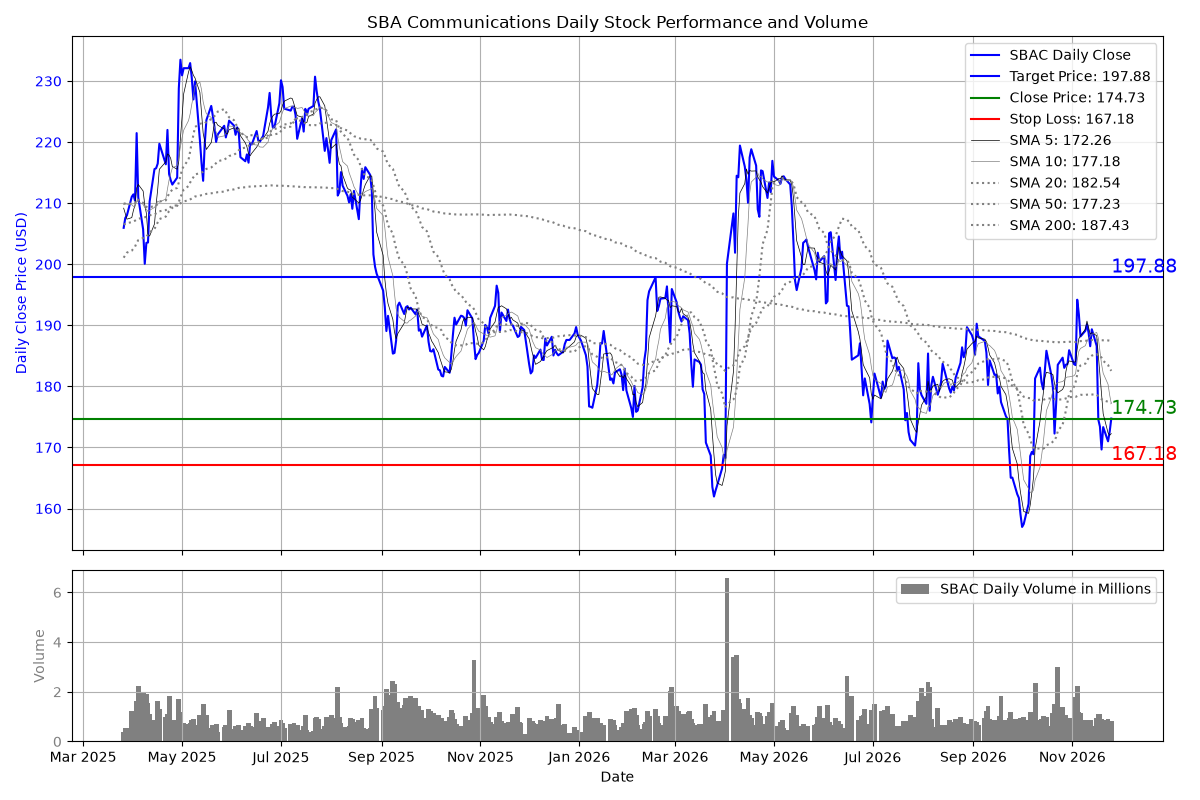 SBA Communications Daily Stock Performance and Volume
Daily Close Price (USD)
230
220
210
200
190
180
170
160
SBAC Daily Close
Target Price: 197.88
Close Price: 174.73
Stop Loss: 167.18
SMA 5: 172.26
SMA 10: 177.18
SMA 20: 182.54
SMA 50: 177.23
SMA 200: 187.43
197.88
174.73
167.18
Volume
6
4
2
0
SBAC Daily Volume in Millions
Mar 2025 May 2025 Jul 2025 Sep 2025 Nov 2025 Jan 2026 Mar 2026 May 2026 Jul 2026 Sep 2026 Nov 2026
Date